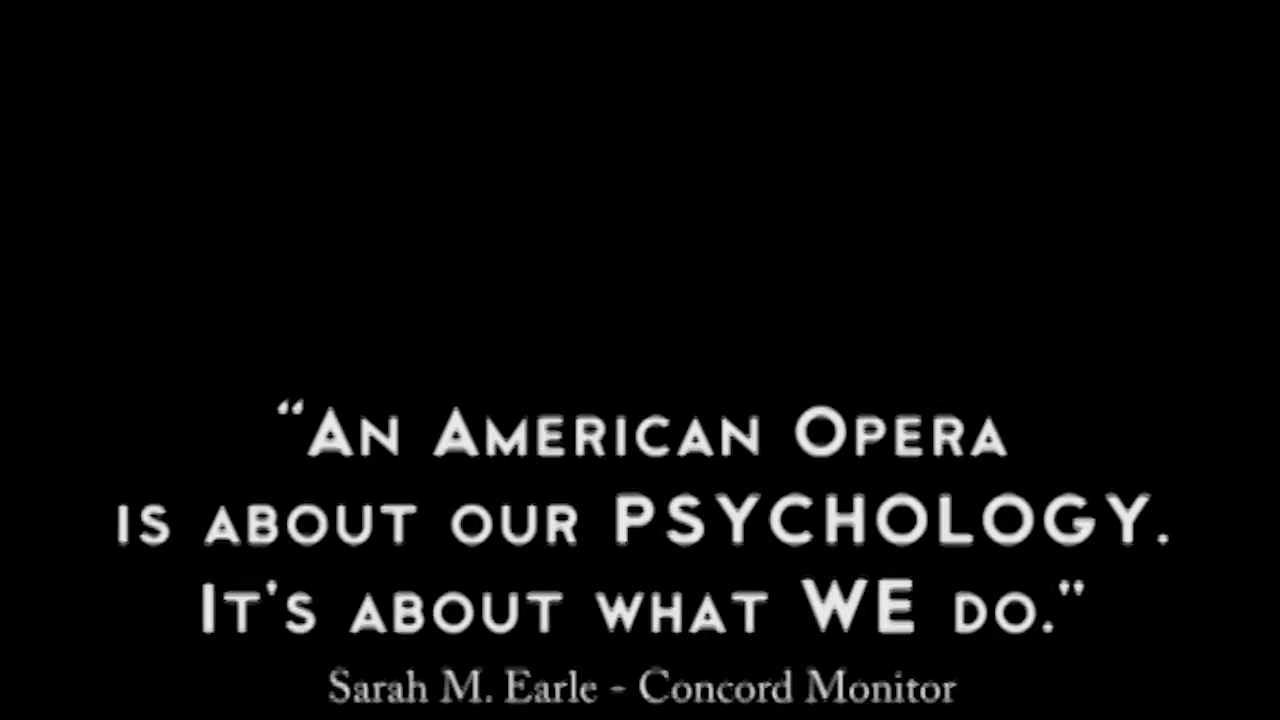 “An American Opera
is about our PSYCHOLOGY.
It's about what WE do."
Sarah M. Earle - Concord Monitor